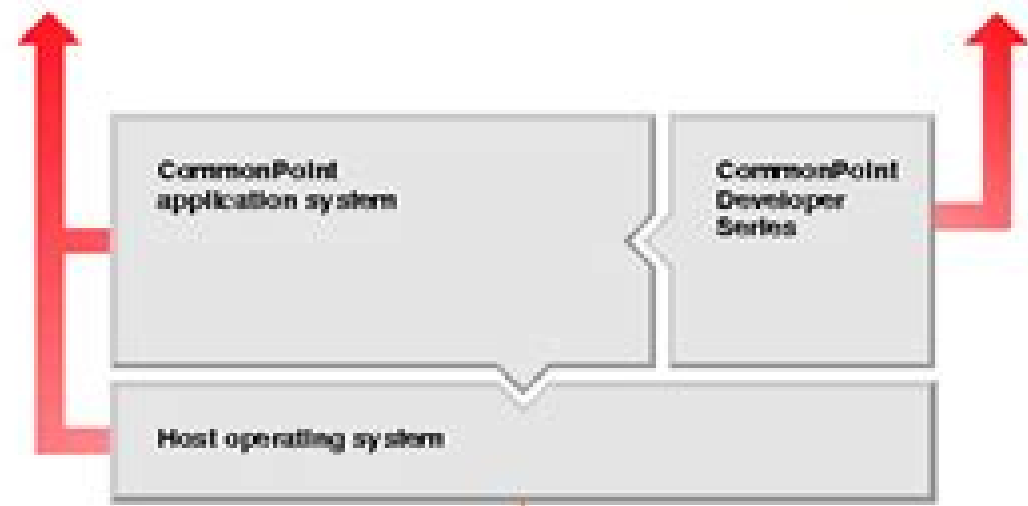 CommonPoint
application system
CommonPoint
Developer
Series
Host operating system